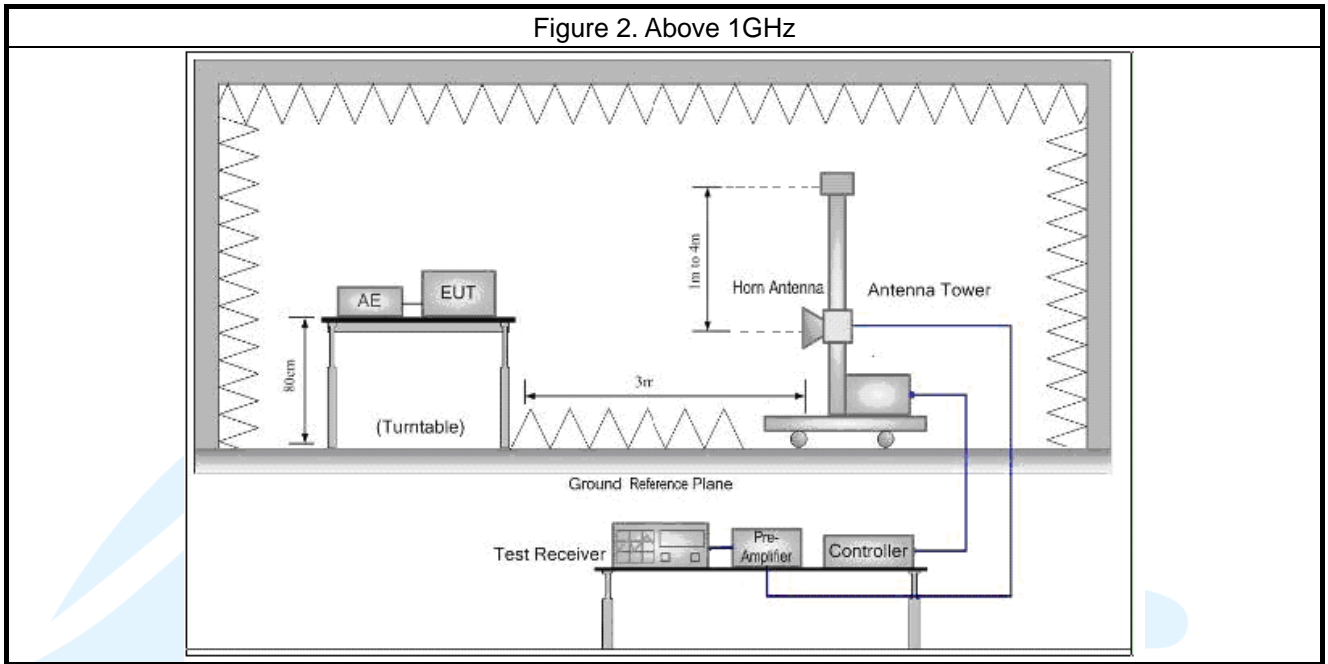 Figure 2. Above 1GHz
1m to 4m
Horn Antenna
Antenna Tower
AE
EUT
80cm
3m
(Turntable)
Ground Reference Plane
Test Receiver
Pre-
Amplifier
Controller